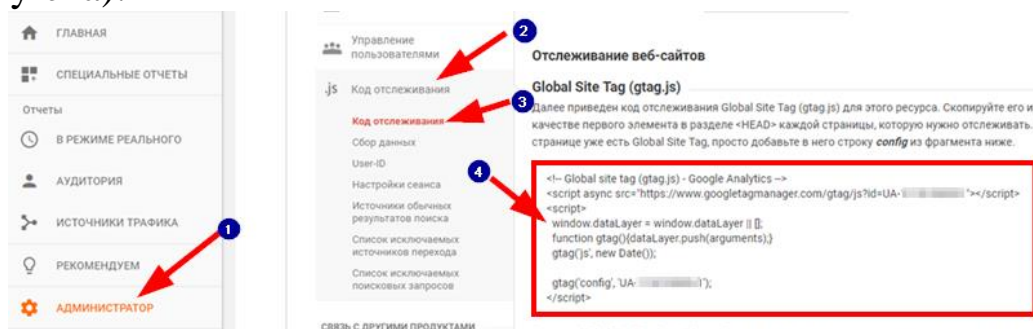 ГЛАВНАЯ
СПЕЦИАЛЬНЫЕ ОТЧЕТЫ
Отчеты
В РЕЖИМЕ РЕАЛЬНОГО
АУДИТОРИЯ
ИСТОЧНИКИ ТРАФИКА
1
РЕКОМЕНДУЕМ
АДМИНИСТРАТОР
2
Управление
пользователями
.js Код отслеживания
3
Код отслеживания
Сбор данных
User-ID
4
Настройки сеанса
Источники обычных
результатов поиска
Список исключаемых
источников перехода
Список исключаемых
поисковых запросов
СВЯЗЬ С ДРУГИМИ ПРОДУКТАМИ
Отслеживание веб-сайтов
Global Site Tag (gtag.js)
Далее приведен код отслеживания Global Site Tag (gtag.js) для этого ресурса. Скопируйте его и
качестве первого элемента в разделе <HEAD> каждой страницы, которую нужно отслеживать.
странице уже есть Global Site Tag, просто добавьте в него строку config из фрагмента ниже.
<!-- Global site tag (gtag.js) - Google Analytics -->
<script async src="https://www.googletagmanager.com/gtag/js?id=UA- "></script>
<script>
window.dataLayer = window.dataLayer || [];
function gtag(){dataLayer.push(arguments);}
gtag('js', new Date());
gtag('config', 'UA- ');
</script>